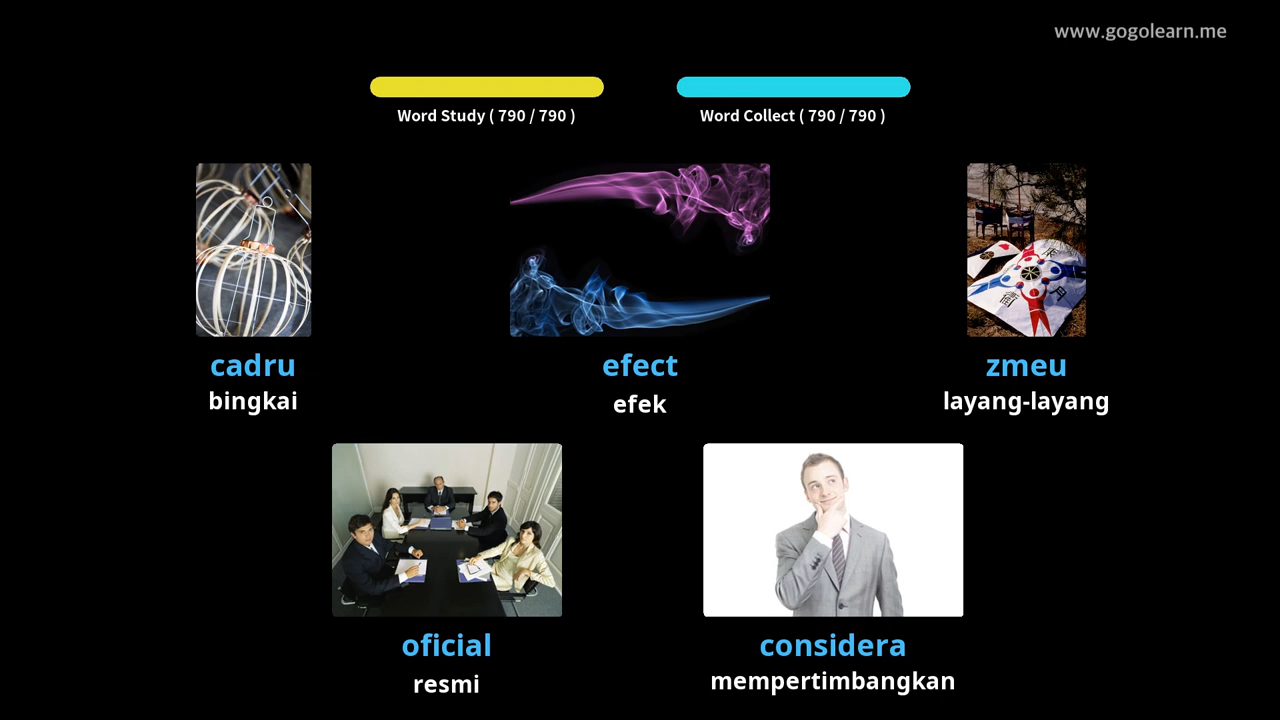 www.gogolearn.me
Word Study ( 790 / 790 )
Word Collect ( 790 / 790 )
cadru
bingkai
efect
efek
zmeu
layang-layang
oficial
resmi
considera
mempertimbangkan